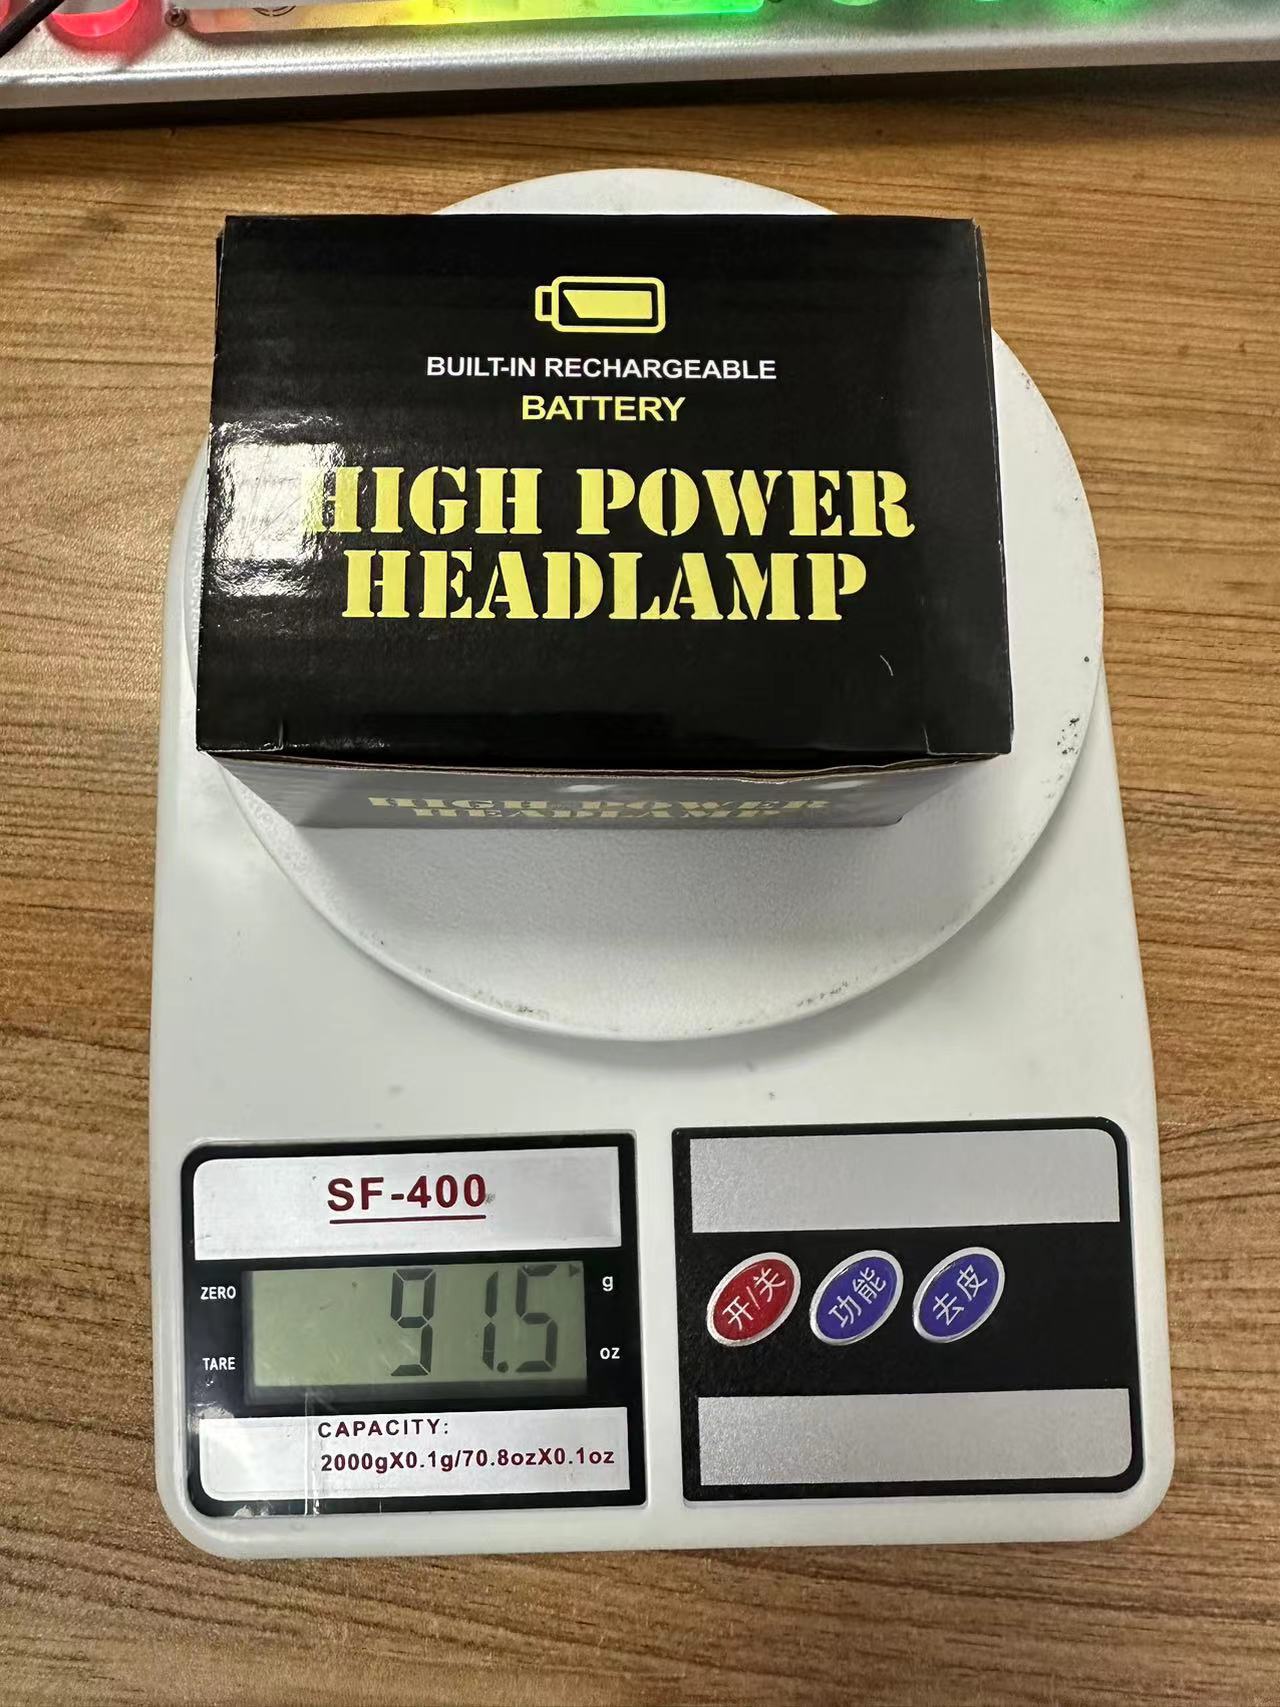 BUILT-IN RECHARGEABLE
BATTERY
HIGH POWER
HEADLAMP
HIGH POWER
HEADLAMP
SF-400
ZERO
TARE
91.5
g
oz
CAPACITY:
2000gX0.1g/70.8ozX0.1oz
开/关
功能
去皮